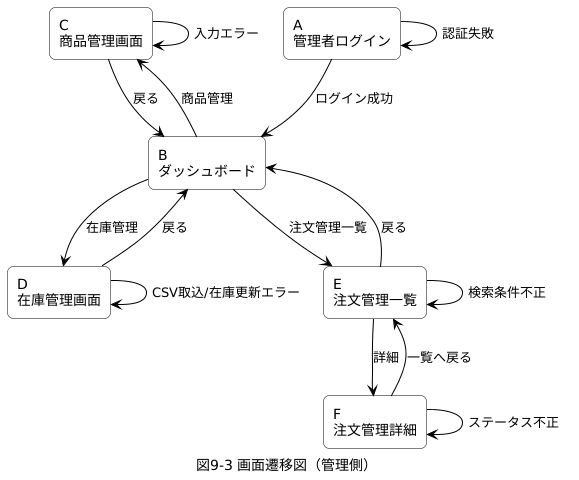 C
商品管理画面
入力エラー
A
管理者ログイン
認証失敗
戻る
商品管理
ログイン成功
B
ダッシュボード
在庫管理
戻る
注文管理一覧
戻る
D
在庫管理画面
CSV取込/在庫更新エラー
E
注文管理一覧
検索条件不正
詳細
一覧へ戻る
F
注文管理詳細
ステータス不正
図9-3 画面遷移図（管理側）